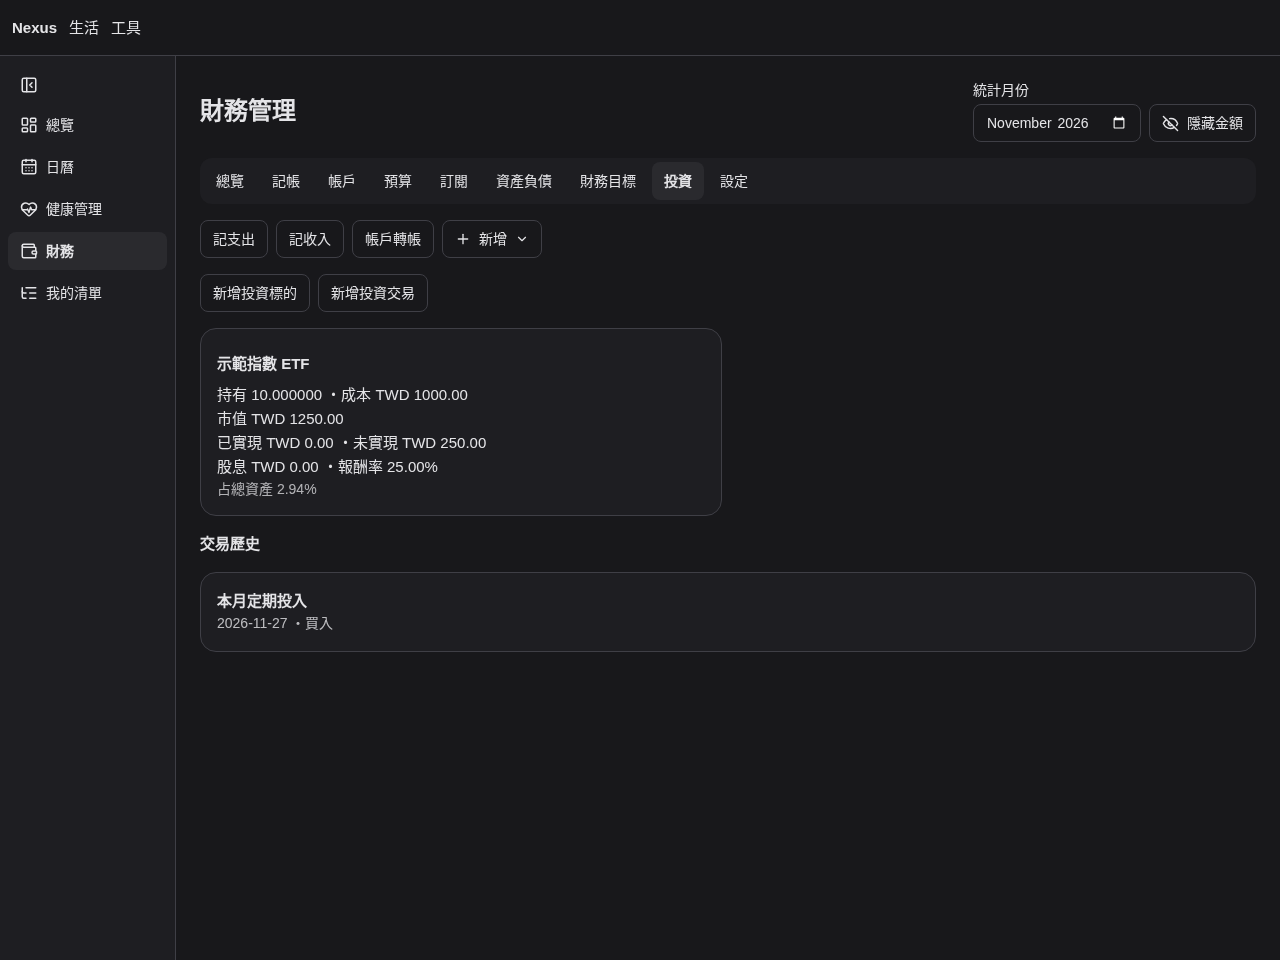 Nexus 生活 工具
總覽
日曆
健康管理
財務
我的清單
財務管理
統計月份
November 2026
隱藏金額
總覽 記帳 帳戶 預算 訂閱 資產負債 財務目標 投資 設定
記支出 記收入 帳戶轉帳 新增
新增投資標的 新增投資交易
示範指數 ETF
持有 10.000000 ・成本 TWD 1000.00
市值 TWD 1250.00
已實現 TWD 0.00 ・未實現 TWD 250.00
股息 TWD 0.00 ・報酬率 25.00%
占總資產 2.94%
交易歷史
本月定期投入
2026-11-27 ・買入